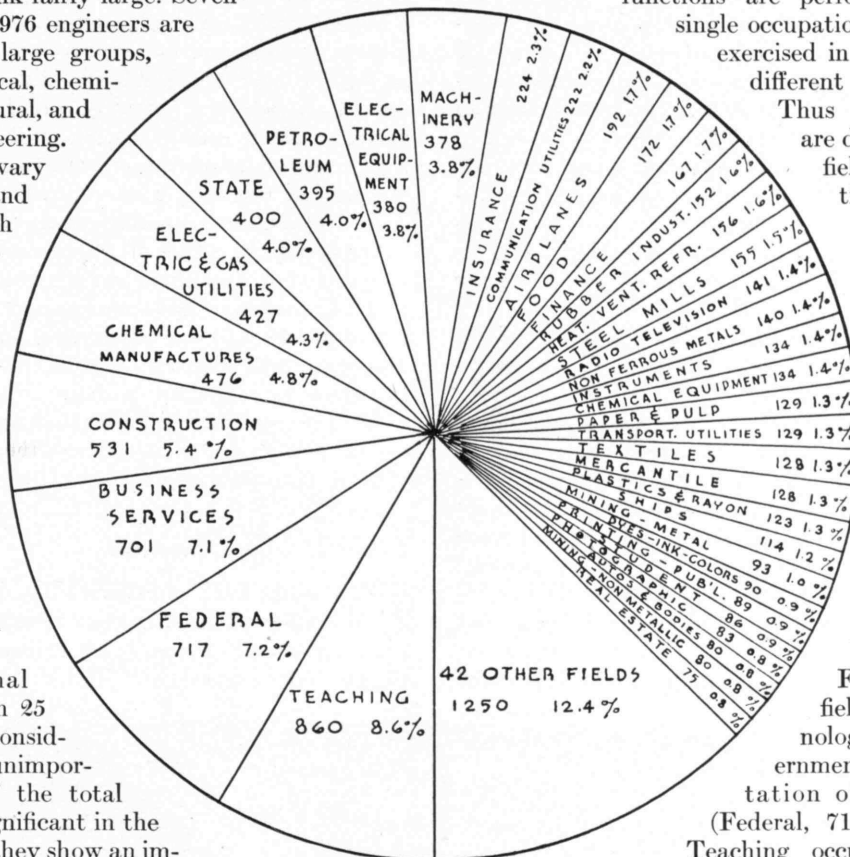 nk fairly large. Seven
976 engineers are
large groups,
cal, chemi-
ural, and
eering.
vary
nd
h
functions are perfo
single occupatio
exercised in
different
Thus
are d
fiel
t
MACH-
INERY
378
3.8%
ELEC-
TRICAL
EQUIP-
MENT
380
3.8%
PETRO-
LEUM
395
4.0%
STATE
400
4.0%
ELEC-
TRIC & GAS
UTILITIES
427
4.3%
CHEMICAL
MANUFACTURES
476 4.8%
CONSTRUCTION
531 5.4%
BUSINESS
SERVICES
701 7.1%
FEDERAL
717 7.2%
TEACHING
860 8.6%
42 OTHER FIELDS
1250 12.4%
INSURANCE 224 2.3%
COMMUNICATION UTILITIES 222 2.2%
AIRPLANES 192 1.7%
FOOD 172 1.7%
FINANCE 167 1.7%
RUBBER INDUST. 152 1.6%
HEAT. VENT. REFR. 156 1.6%
STEEL MILLS 155 1.5%
RADIO TELEVISION 141 1.4%
NON FERROUS METALS 140 1.4%
INSTRUMENTS 134 1.4%
CHEMICAL EQUIPMENT 134 1.4%
PAPER & PULP 129 1.3%
TRANSPORT. UTILITIES 129 1.3%
TEXTILES 128 1.3%
MERCANTILE 128 1.3%
PLASTICS & RAYON 123 1.3%
SHIPS 114 1.2%
MINING - METAL 93 1.0%
DYES-INK-COLORS 90 0.9%
PRINTING - PUB'L. 89 0.9%
STUDENT 86 0.9%
PHOTOGRAPHIC 83 0.8%
AUTOS & BODIES 80 0.8%
MINING-NON METALLIC 80 0.8%
REAL ESTATE 75 0.8%
nal
n 25
onsid-
unimpor-
the total
gnificant in the
hey show an im-
F
fiel
nolog
ernmen
tation o
(Federal, 71
Teaching occu